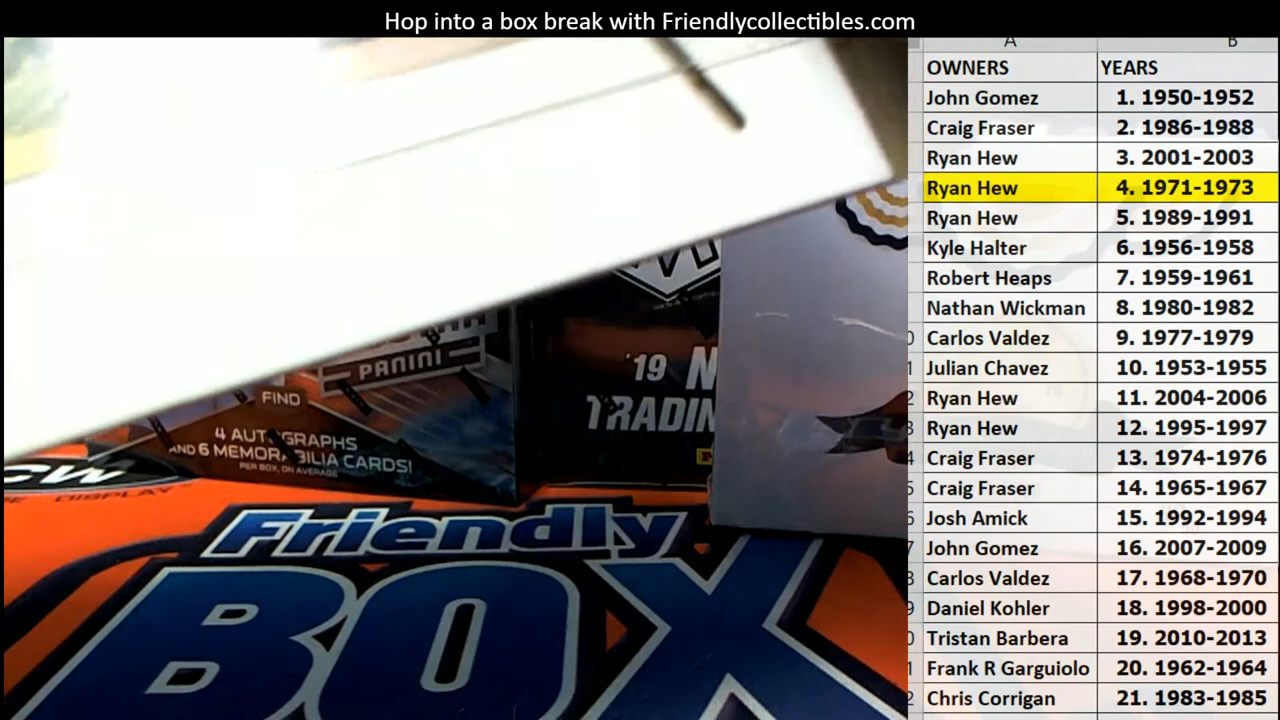 Hop into a box break with Friendlycollectibles.com
A B
OWNERS YEARS
John Gomez 1. 1950-1952
Craig Fraser 2. 1986-1988
Ryan Hew 3. 2001-2003
Ryan Hew 4. 1971-1973
Ryan Hew 5. 1989-1991
Kyle Halter 6. 1956-1958
Robert Heaps 7. 1959-1961
Nathan Wickman 8. 1980-1982
Carlos Valdez 9. 1977-1979
Julian Chavez 10. 1953-1955
Ryan Hew 11. 2004-2006
Ryan Hew 12. 1995-1997
Craig Fraser 13. 1974-1976
Craig Fraser 14. 1965-1967
Josh Amick 15. 1992-1994
John Gomez 16. 2007-2009
Carlos Valdez 17. 1968-1970
Daniel Kohler 18. 1998-2000
Tristan Barbera 19. 2010-2013
Frank R Garguiolo 20. 1962-1964
Chris Corrigan 21. 1983-1985
PANINI
FIND
4 AUTOGRAPHS
AND 6 MEMORABILIA CARDS!
PER BOX, ON AVERAGE
'19 N
TRADIN
DISPLAY
Friendly
BOX